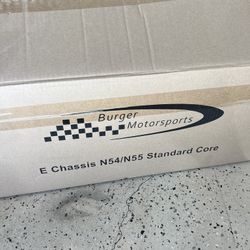 Burger
Motorsports
E Chassis N54/N55 Standard Core